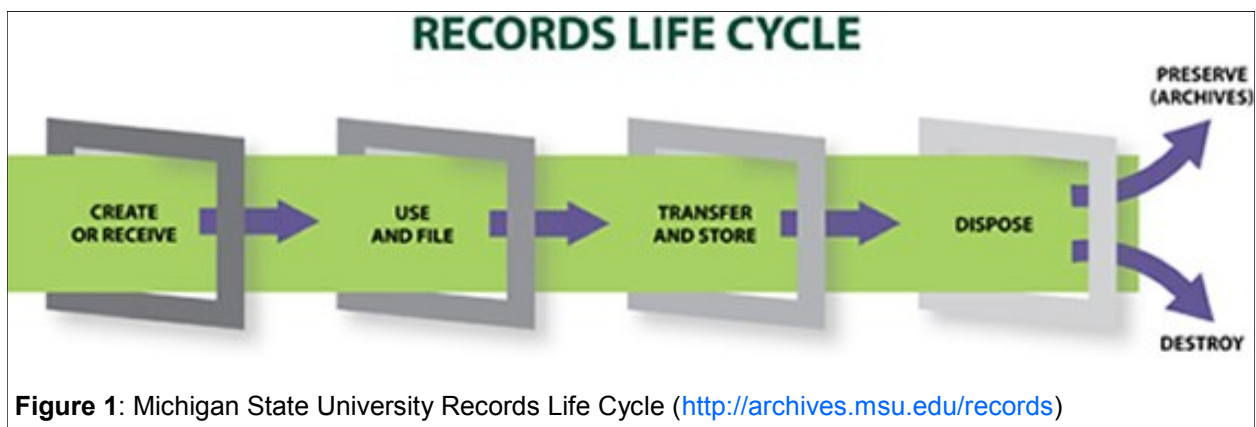 RECORDS LIFE CYCLE
PRESERVE
(ARCHIVES)
CREATE
OR RECEIVE
USE
AND FILE
TRANSFER
AND STORE
DISPOSE
DESTROY
Figure 1: Michigan State University Records Life Cycle (http://archives.msu.edu/records)